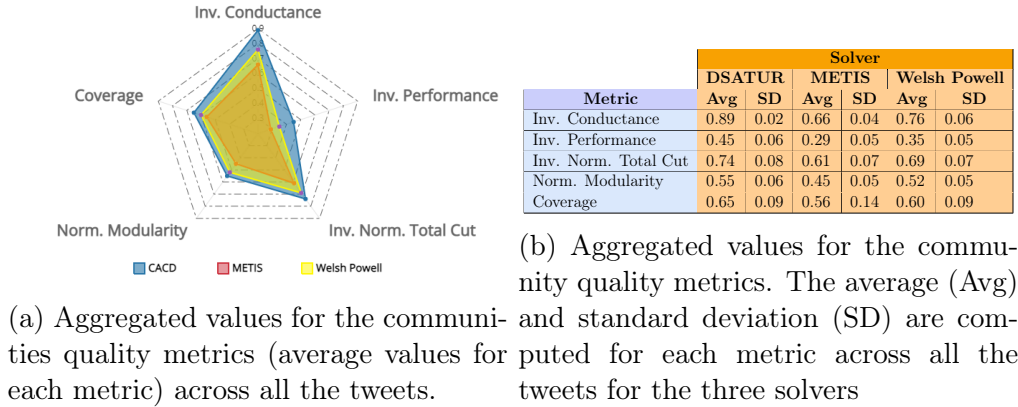 Inv. Conductance
0.9
Coverage
Inv. Performance
Norm. Modularity
Inv. Norm. Total Cut
CACD METIS Welsh Powell
(a) Aggregated values for the communi-
ties quality metrics (average values for
each metric) across all the tweets.
Solver
DSATUR METIS Welsh Powell
Metric Avg SD Avg SD Avg SD
Inv. Conductance 0.89 0.02 0.66 0.04 0.76 0.06
Inv. Performance 0.45 0.06 0.29 0.05 0.35 0.05
Inv. Norm. Total Cut 0.74 0.08 0.61 0.07 0.69 0.07
Norm. Modularity 0.55 0.06 0.45 0.05 0.52 0.05
Coverage 0.65 0.09 0.56 0.14 0.60 0.09
(b) Aggregated values for the commu-
nity quality metrics. The average (Avg)
and standard deviation (SD) are com-
puted for each metric across all the
tweets for the three solvers